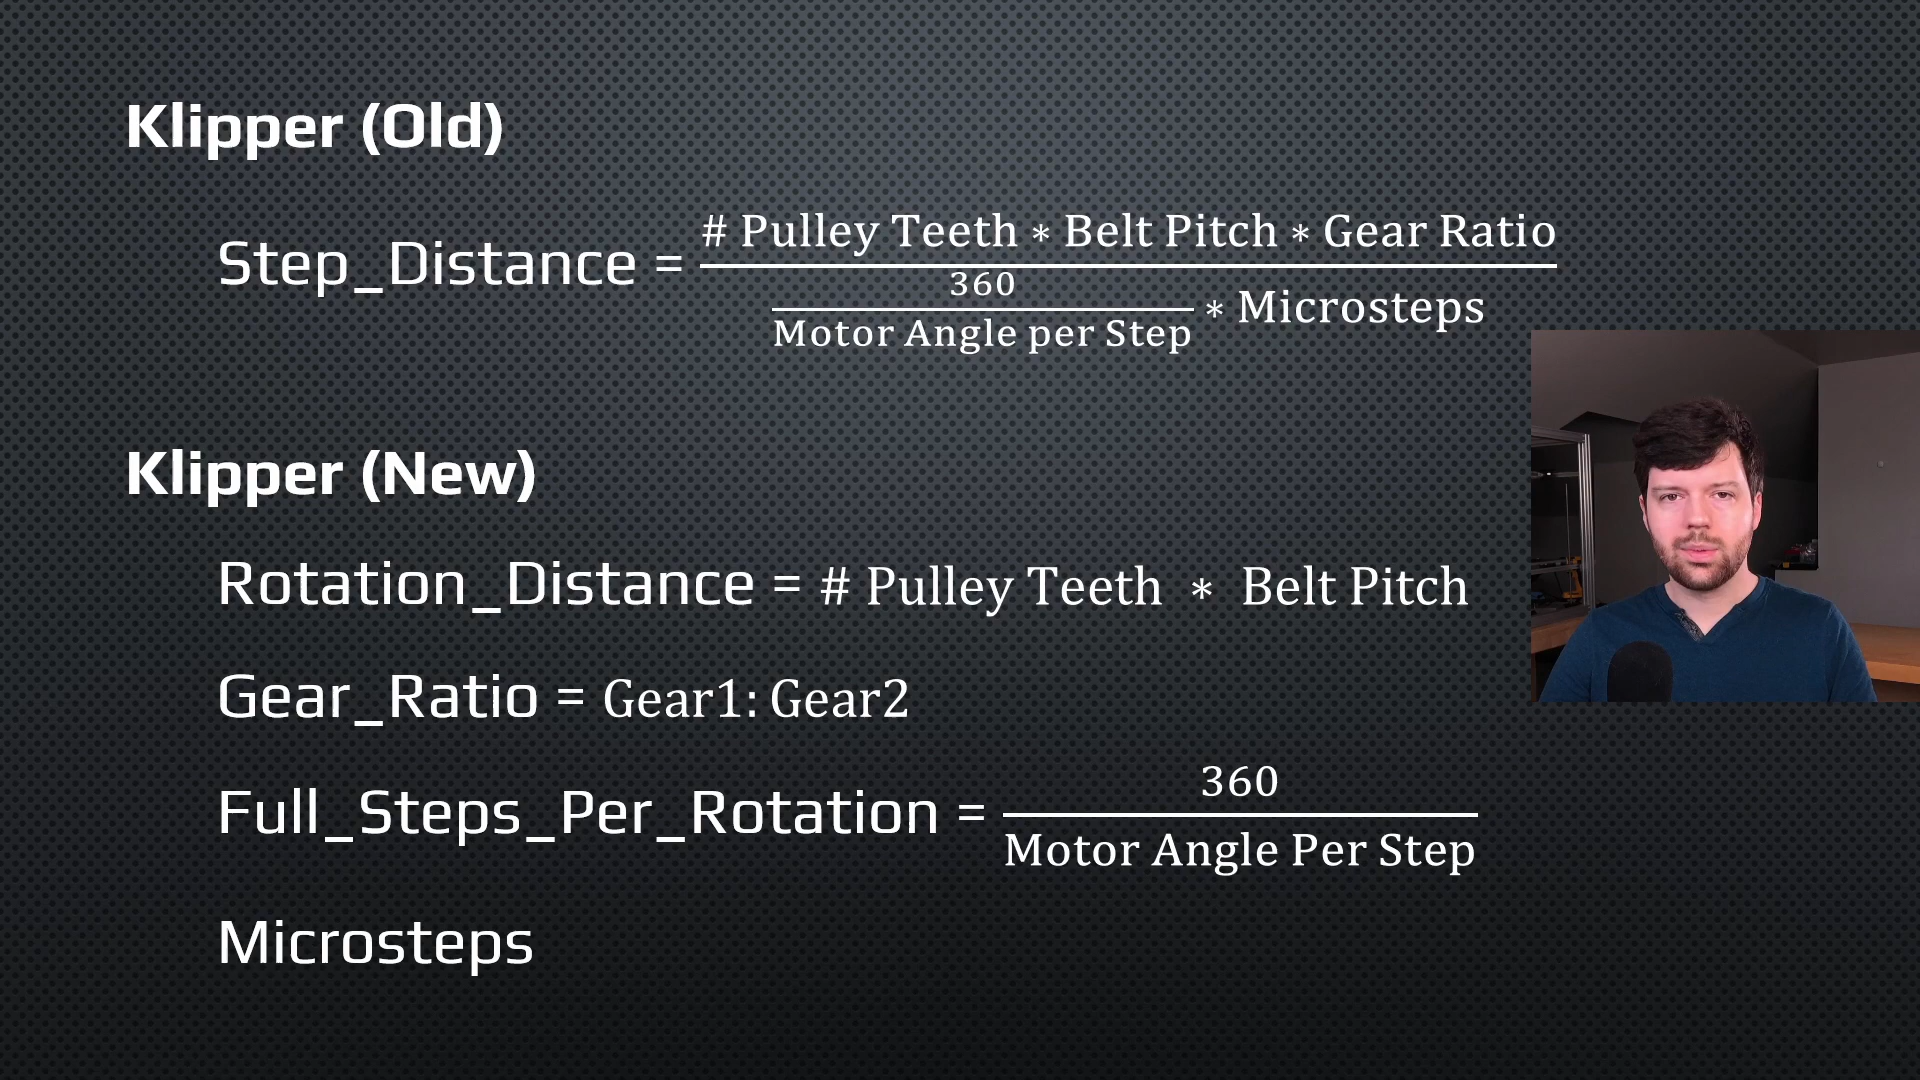 Klipper (Old)
Step_Distance = # Pulley Teeth * Belt Pitch * Gear Ratio
360
Motor Angle per Step * Microsteps
Klipper (New)
Rotation_Distance = # Pulley Teeth * Belt Pitch
Gear_Ratio = Gear1: Gear2
Full_Steps_Per_Rotation = 360
Motor Angle Per Step
Microsteps